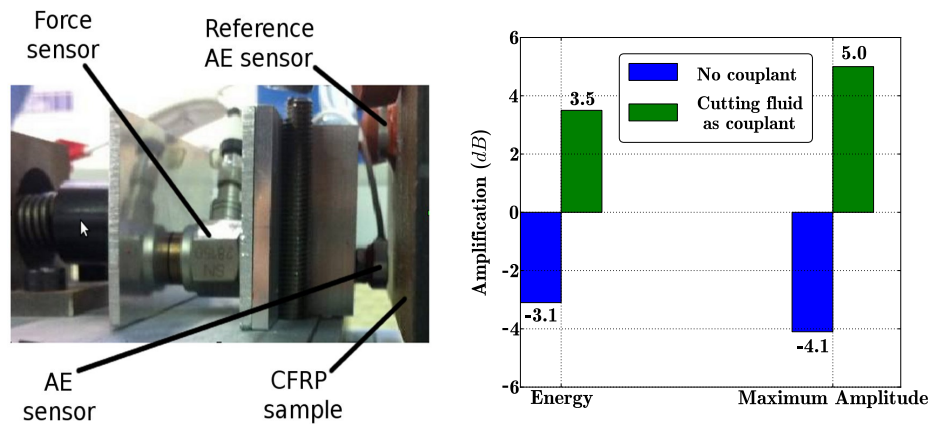 Force
sensor
Reference
AE sensor
SN
AE
sensor
CFRP
sample
6
4
2
0
-2
-4
-6
Amplification (dB)
No couplant
Cutting fluid
as couplant
-3.1
3.5
-4.1
5.0
Energy
Maximum Amplitude